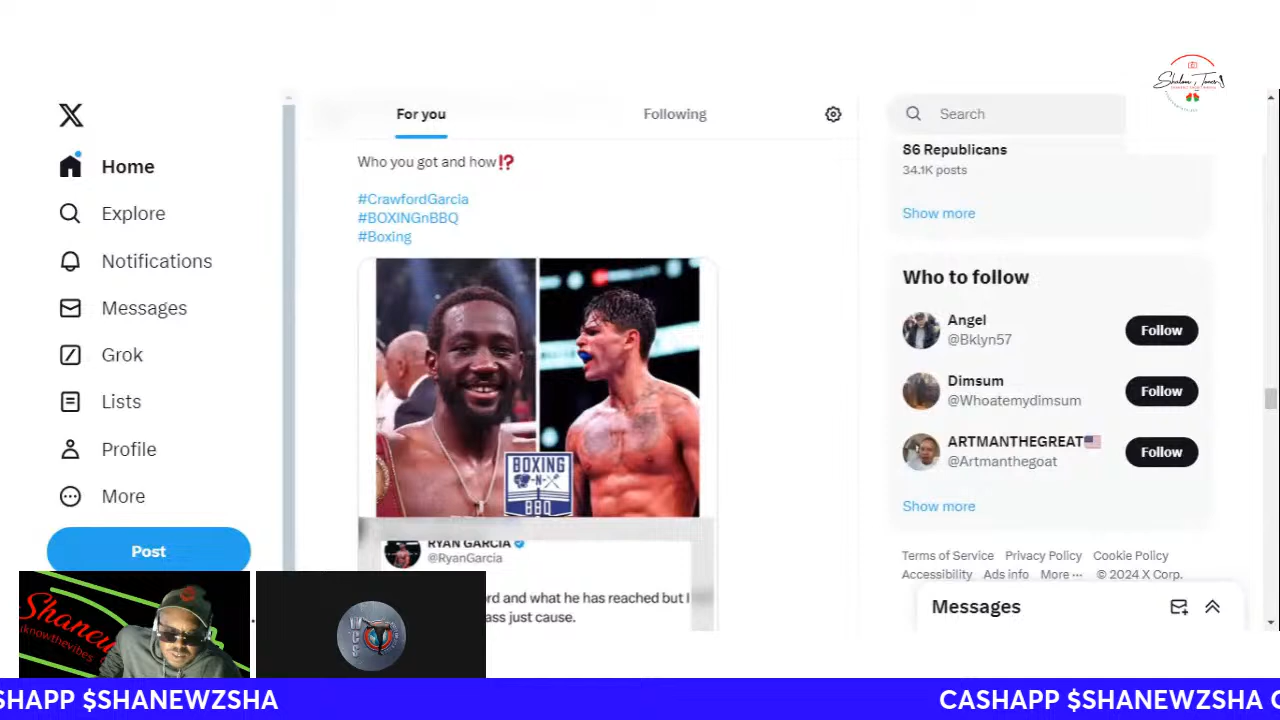 For you
Following
Search
Home
Explore
Notifications
Messages
Grok
Lists
Profile
More
Post
Who you got and how⁉️
#CrawfordGarcia
#BOXINGnBBQ
#Boxing
BOXING
N
BBQ
RYAN GARCIA
@RyanGarcia
rd and what he has reached but I
ass just cause.
86 Republicans
34.1K posts
Show more
Who to follow
Angel
@Bklyn57
Follow
Dimsum
@Whoatemydimsum
Follow
ARTMANTHEGREAT🇺🇸
@Artmanthegoat
Follow
Show more
Terms of Service Privacy Policy Cookie Policy
Accessibility Ads info More ··· © 2024 X Corp.
Messages
Shanew
iknowthevibes
WCS
SHAPP $SHANEWZSHA
CASHAPP $SHANEWZSHA C